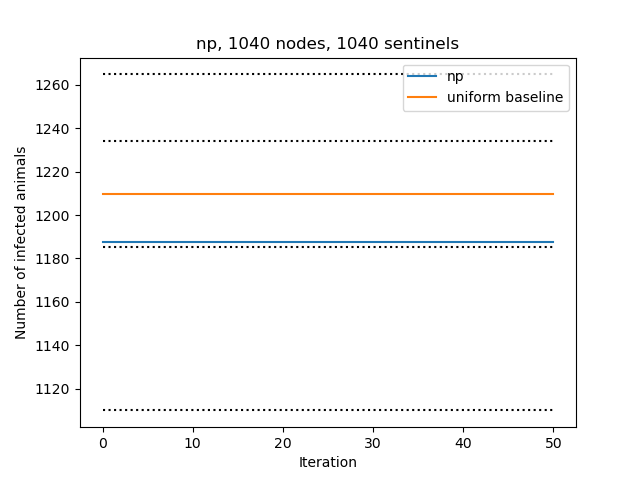 np, 1040 nodes, 1040 sentinels
np
uniform baseline
1260
1240
1220
1200
1180
1160
1140
1120
Number of infected animals
0 10 20 30 40 50
Iteration